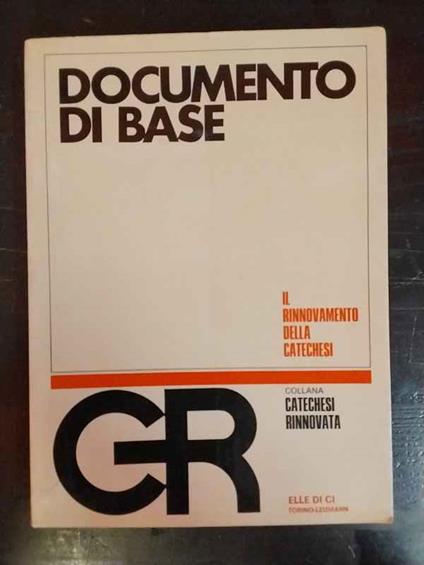 DOCUMENTO
DI BASE
IL
RINNOVAMENTO
DELLA
CATECHESI
COLLANA
CATECHESI
RINNOVATA
CR
ELLE DI CI
TORINO-LEUMANN